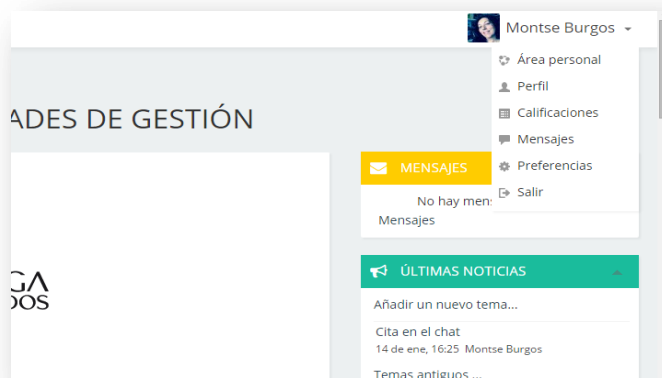 Montse Burgos
Área personal
Perfil
Calificaciones
Mensajes
Preferencias
Salir
ADES DE GESTIÓN
MENSAJES
No hay mens
Mensajes
GA
DOS
ÚLTIMAS NOTICIAS
Añadir un nuevo tema...
Cita en el chat
14 de ene, 16:25 Montse Burgos
Temas antiguos ...